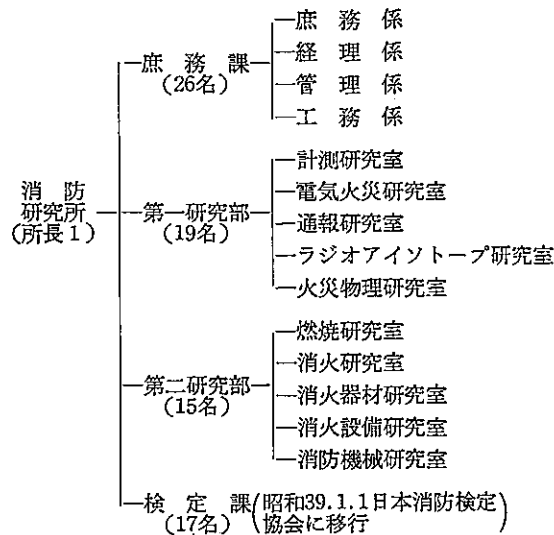 庶務係
庶務課
(26名)
経理係
管理係
工務係
消防
研究所
(所長1)
計測研究室
電気火災研究室
第一研究部
(19名)
通報研究室
ラジオアイソトープ研究室
火災物理研究室
燃焼研究室
消火研究室
第二研究部
(15名)
消火器材研究室
消火設備研究室
消防機械研究室
検定課
(17名)
(昭和39.1.1日本消防検定
協会に移行)